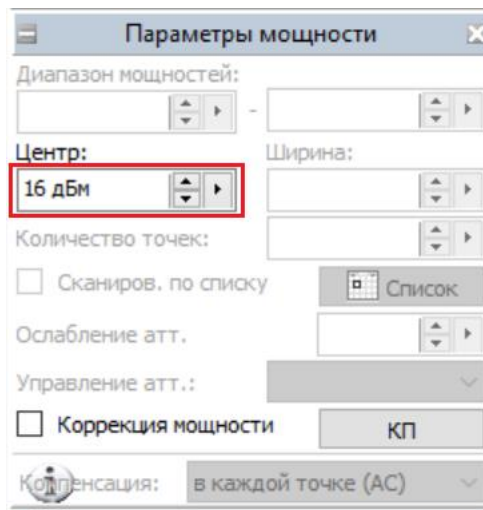 Параметры мощности
Диапазон мощностей:
-
Центр: Ширина:
16 дБм
Количество точек:
Сканиров. по списку Список
Ослабление атт.
Управление атт.:
Коррекция мощности КП
Компенсация: в каждой точке (АС)